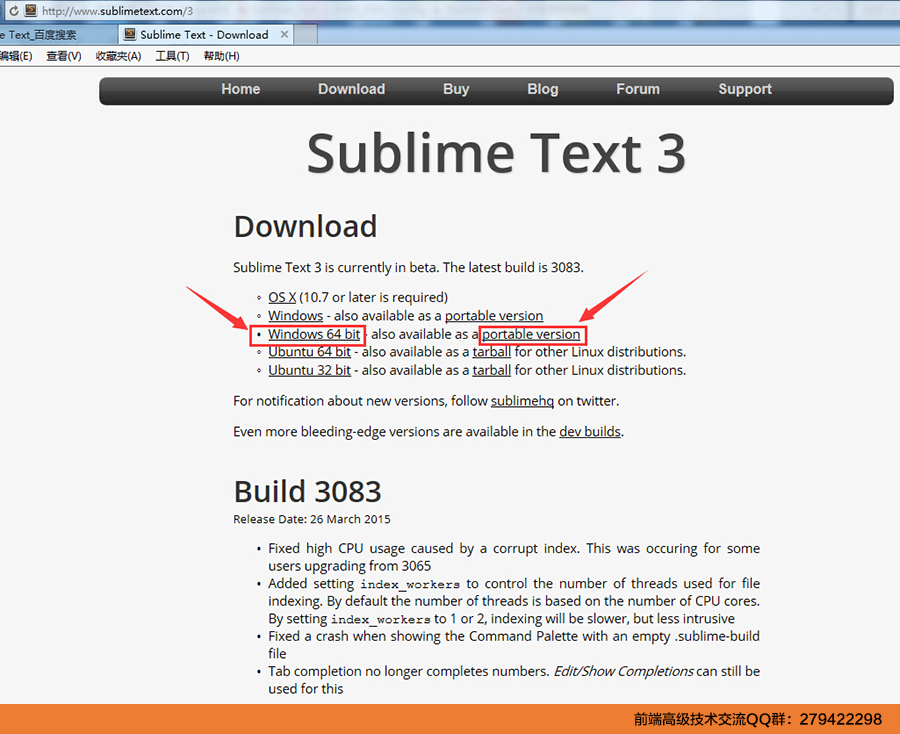 http://www.sublimetext.com/3
e Text_百度搜索
Sublime Text - Download
编辑(E) 查看(V) 收藏夹(A) 工具(T) 帮助(H)
Home Download Buy Blog Forum Support
Sublime Text 3
Download
Sublime Text 3 is currently in beta. The latest build is 3083.
OS X (10.7 or later is required)
Windows - also available as a portable version
Windows 64 bit - also available as a portable version
Ubuntu 64 bit - also available as a tarball for other Linux distributions.
Ubuntu 32 bit - also available as a tarball for other Linux distributions.
For notification about new versions, follow sublimehq on twitter.
Even more bleeding-edge versions are available in the dev builds.
Build 3083
Release Date: 26 March 2015
Fixed high CPU usage caused by a corrupt index. This was occuring for some
users upgrading from 3065
Added setting index_workers to control the number of threads used for file
indexing. By default the number of threads is based on the number of CPU cores.
By setting index_workers to 1 or 2, indexing will be slower, but less intrusive
Fixed a crash when showing the Command Palette with an empty .sublime-build
file
Tab completion no longer completes numbers. Edit/Show Completions can still be
used for this
前端高级技术交流QQ群：279422298